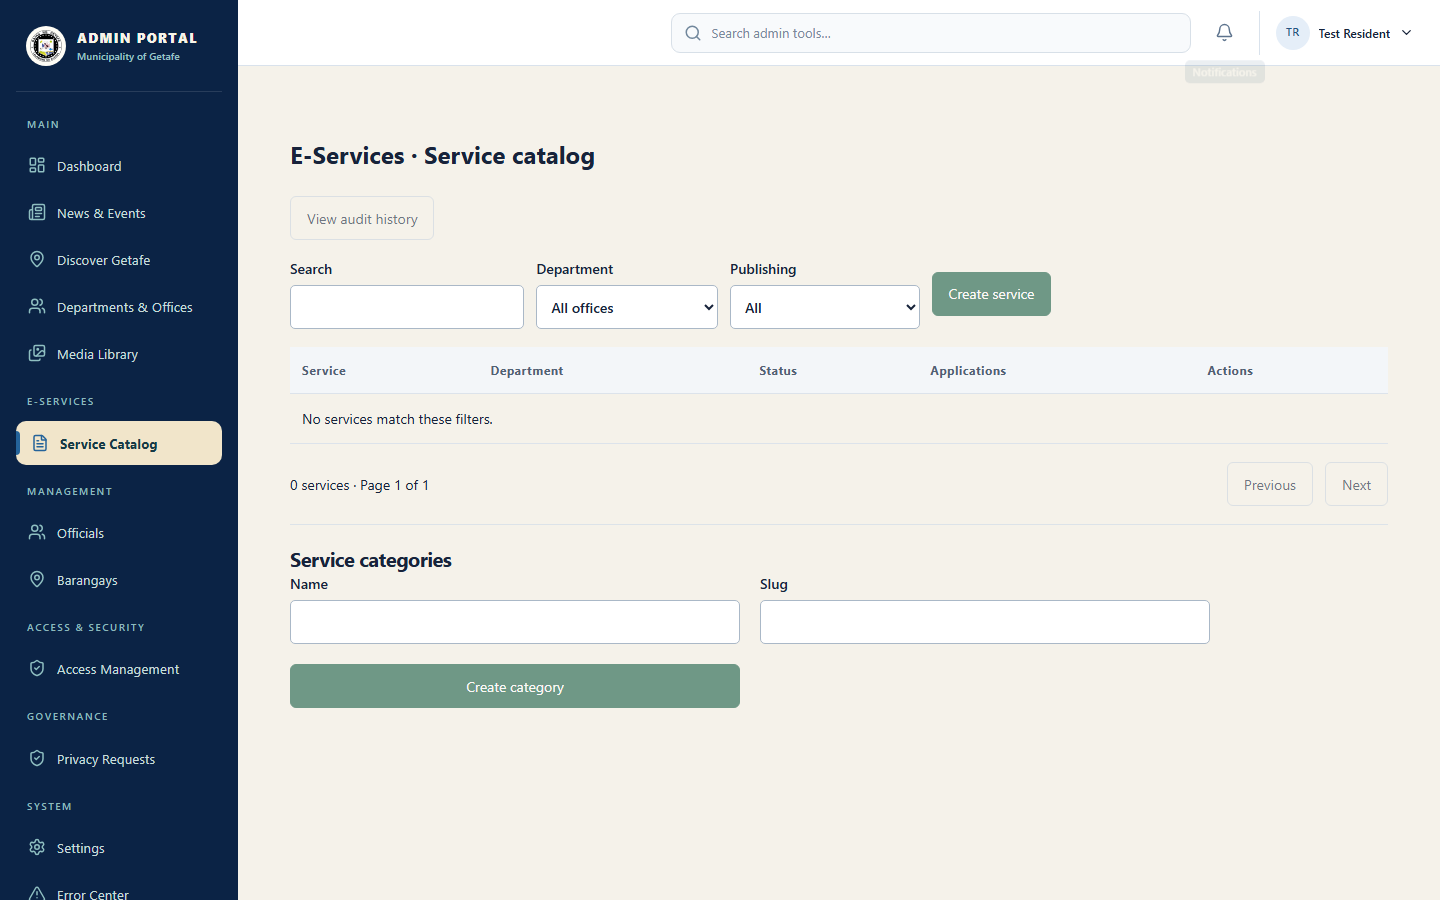 ADMIN PORTAL
Municipality of Getafe
MAIN
Dashboard
News & Events
Discover Getafe
Departments & Offices
Media Library
E-SERVICES
Service Catalog
MANAGEMENT
Officials
Barangays
ACCESS & SECURITY
Access Management
GOVERNANCE
Privacy Requests
SYSTEM
Settings
Error Center
Search admin tools...
TR
Test Resident
Notifications
E-Services · Service catalog
View audit history
Search
Department
Publishing
All offices
All
Create service
Service Department Status Applications Actions
No services match these filters.
0 services · Page 1 of 1
Previous
Next
Service categories
Name
Slug
Create category